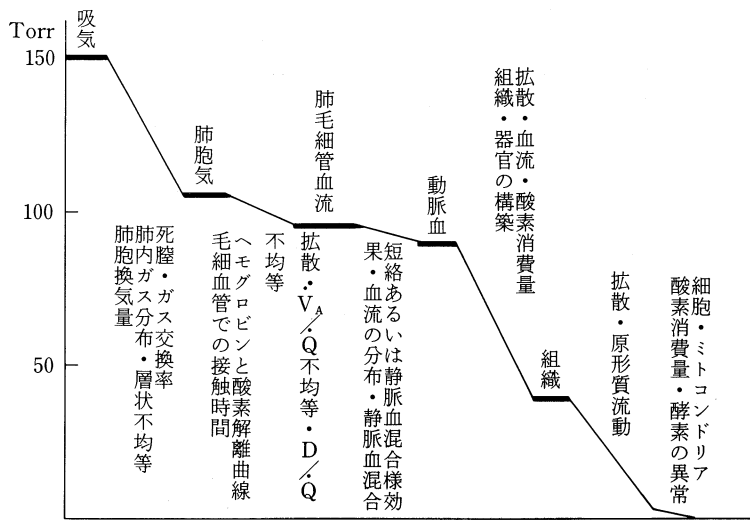 Torr
150
100
50
吸気
肺胞気
肺毛細管血流
動脈血
組織
死腔・ガス交換率
肺内ガス分布・層状不均等
肺胞換気量
ヘモグロビンと酸素解離曲線
毛細血管での接触時間
拡散・V̇A/Q̇不均等・D/Q̇
不均等
短絡あるいは静脈血混合様効
果・血流の分布・静脈血混合
拡散・血流・酸素消費量
組織・器官の構築
拡散・原形質流動
細胞・ミトコンドリア
酸素消費量・酵素の異常